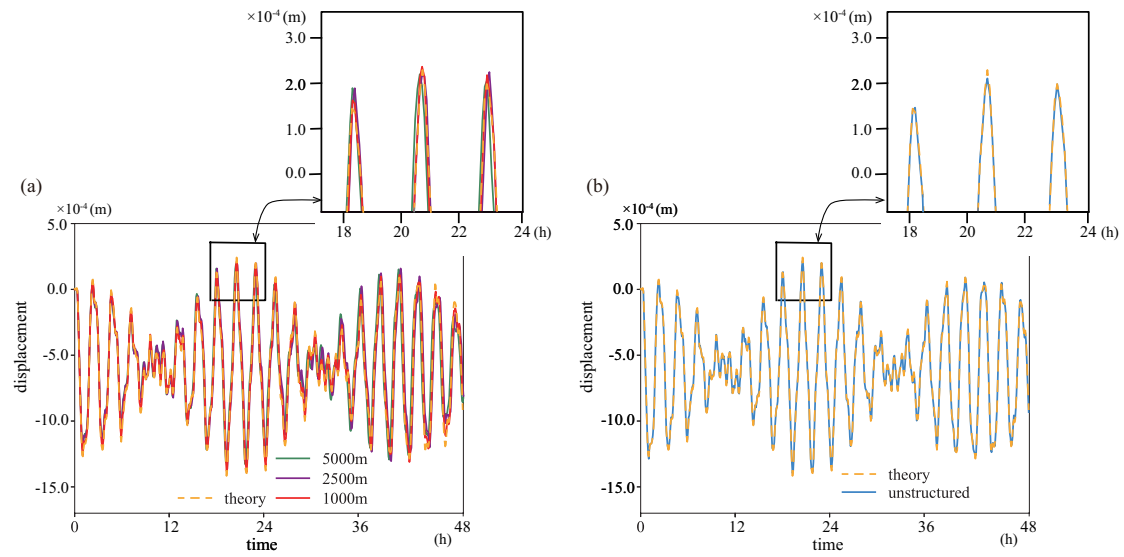 ×10⁻⁴ (m)
3.0
2.0
1.0
0.0
18
20
22
24 (h)
(a)
×10⁻⁴ (m)
5.0
0.0
-5.0
-10.0
-15.0
displacement
5000m
2500m
theory
1000m
0
12
24
36
48
time
(h)
×10⁻⁴ (m)
3.0
2.0
1.0
0.0
18
20
22
24
(h)
(b)
×10⁻⁴ (m)
5.0
0.0
-5.0
-10.0
-15.0
displacement
theory
unstructured
0
12
24
36
48
time
(h)